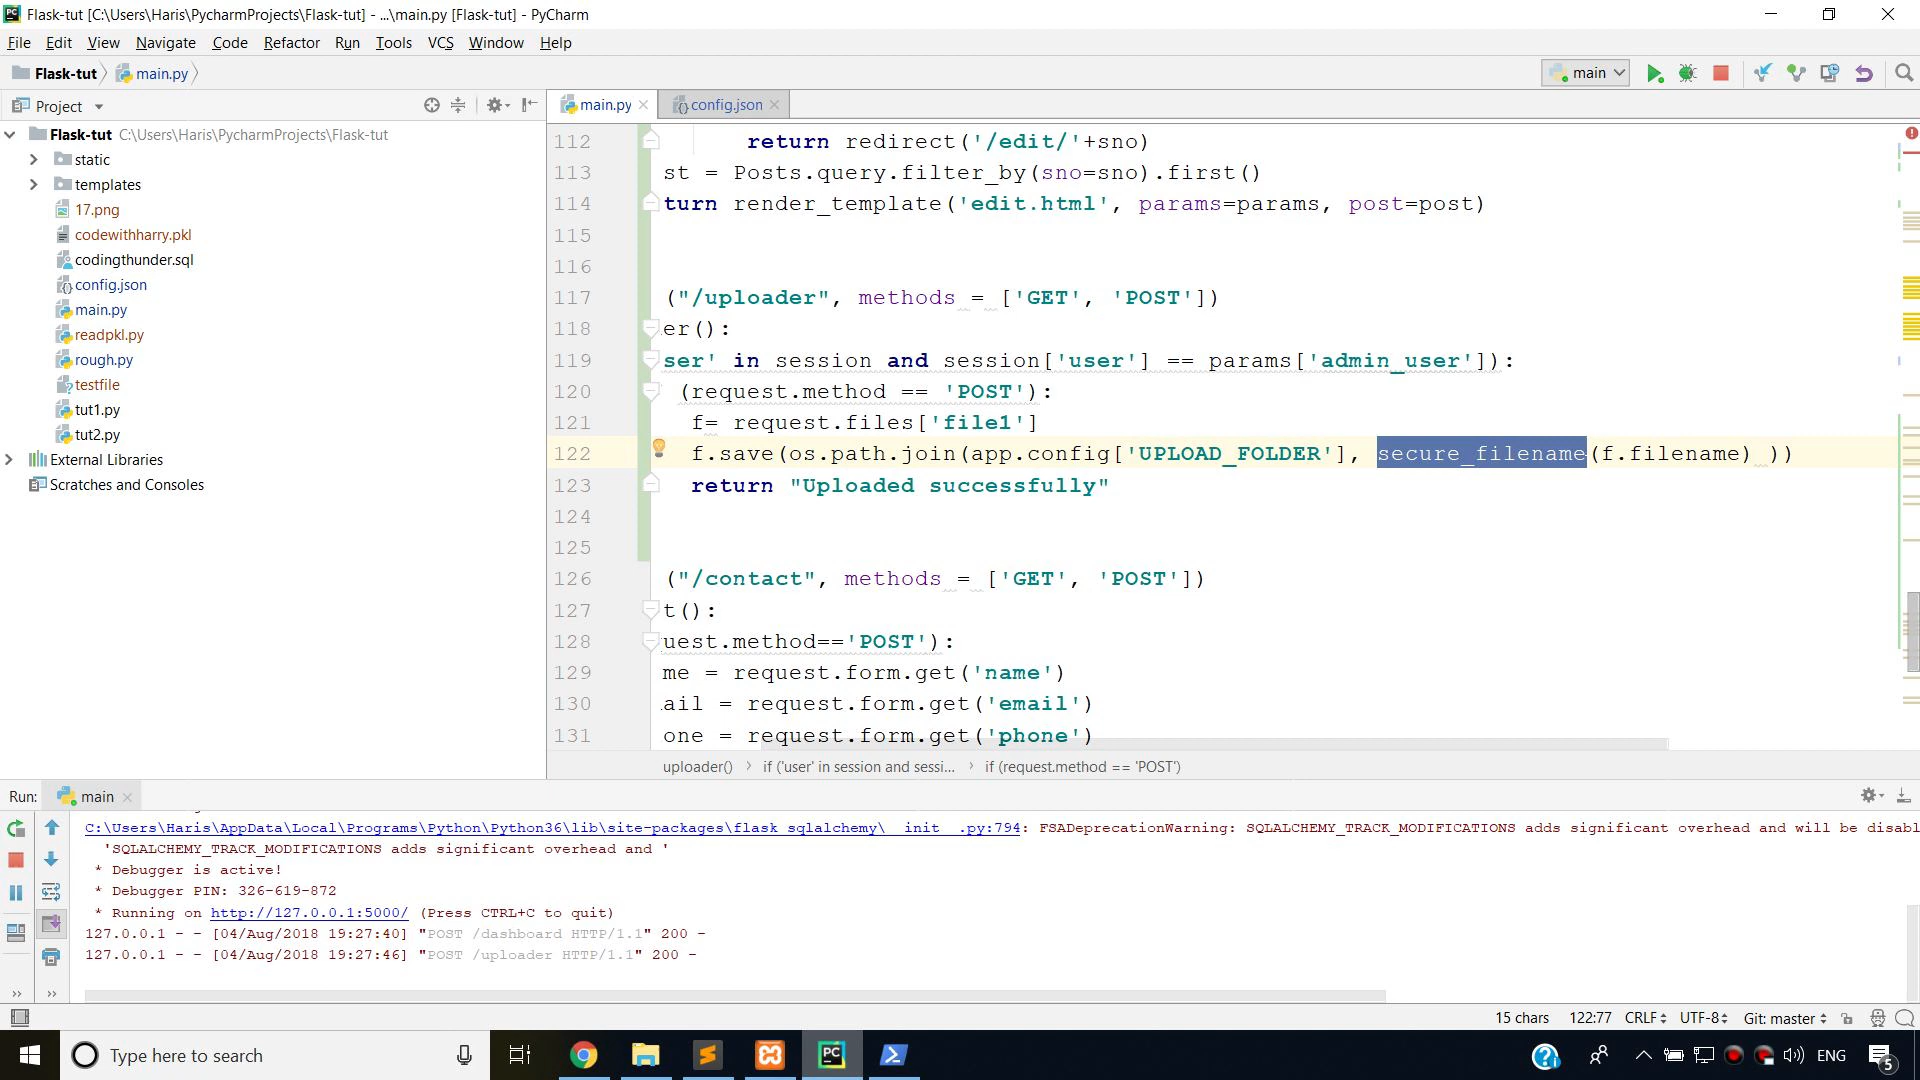 Flask-tut [C:\Users\Haris\PycharmProjects\Flask-tut] - ...\main.py [Flask-tut] - PyCharm
File Edit View Navigate Code Refactor Run Tools VCS Window Help
Flask-tut main.py main
Project
main.py config.json
Flask-tut C:\Users\Haris\PycharmProjects\Flask-tut
static
templates
17.png
codewithharry.pkl
codingthunder.sql
config.json
main.py
readpkl.py
rough.py
testfile
tut1.py
tut2.py
External Libraries
Scratches and Consoles
112 return redirect('/edit/'+sno)
113 st = Posts.query.filter_by(sno=sno).first()
114 turn render_template('edit.html', params=params, post=post)
115
116
117 ("/uploader", methods = ['GET', 'POST'])
118 er():
119 ser' in session and session['user'] == params['admin_user']):
120 (request.method == 'POST'):
121 f= request.files['file1']
122 f.save(os.path.join(app.config['UPLOAD_FOLDER'], secure_filename(f.filename) ))
123 return "Uploaded successfully"
124
125
126 ("/contact", methods = ['GET', 'POST'])
127 t():
128 uest.method=='POST'):
129 me = request.form.get('name')
130 ail = request.form.get('email')
131 one = request.form.get('phone')
uploader() › if ('user' in session and sessi... › if (request.method == 'POST')
Run: main
C:\Users\Haris\AppData\Local\Programs\Python\Python36\lib\site-packages\flask_sqlalchemy\__init__.py:794: FSADeprecationWarning: SQLALCHEMY_TRACK_MODIFICATIONS adds significant overhead and will be disabl
'SQLALCHEMY_TRACK_MODIFICATIONS adds significant overhead and '
* Debugger is active!
* Debugger PIN: 326-619-872
* Running on http://127.0.0.1:5000/ (Press CTRL+C to quit)
127.0.0.1 - - [04/Aug/2018 19:27:40] "POST /dashboard HTTP/1.1" 200 -
127.0.0.1 - - [04/Aug/2018 19:27:46] "POST /uploader HTTP/1.1" 200 -
15 chars 122:77 CRLF UTF-8 Git: master
Type here to search
PC
ENG
5